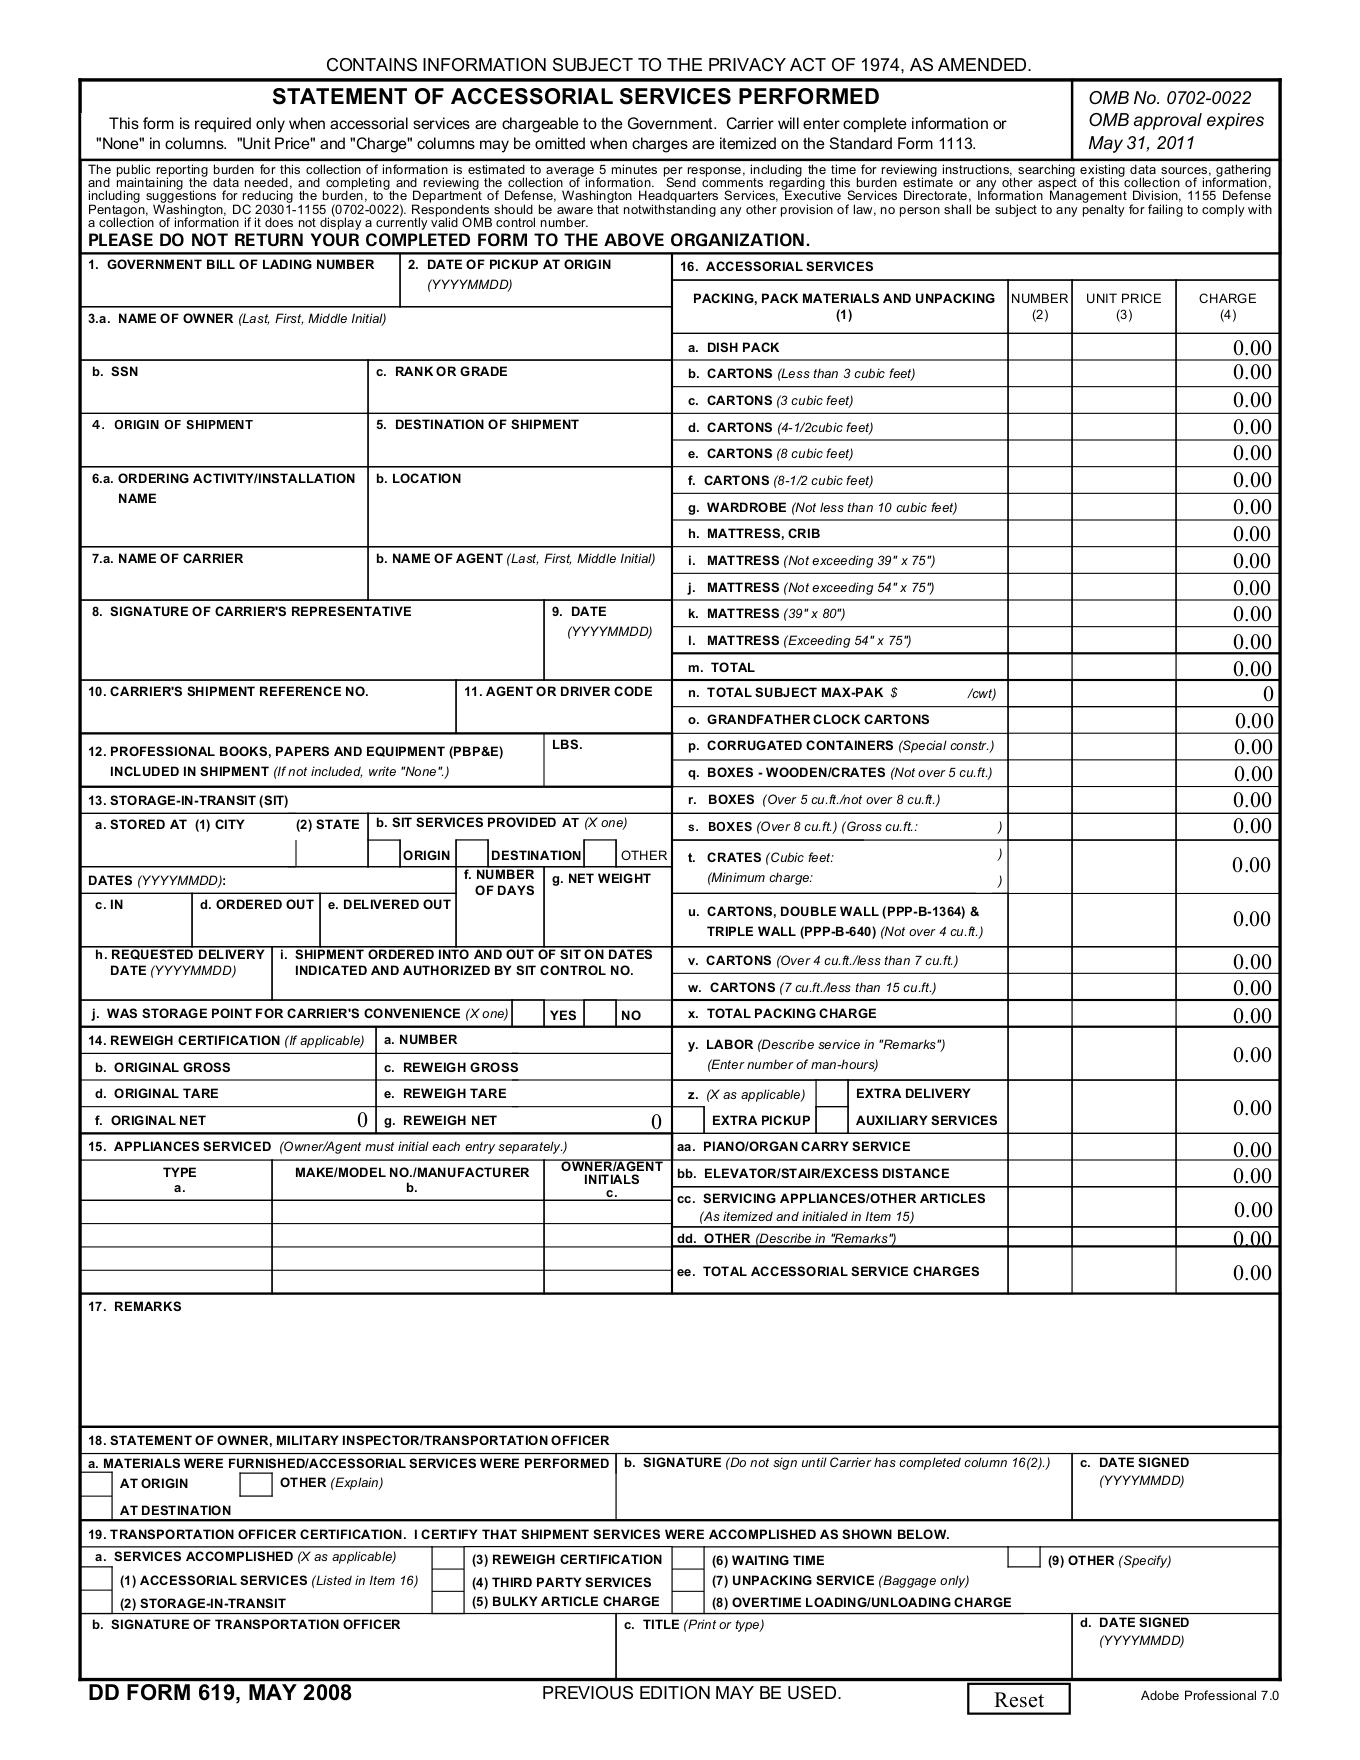 CONTAINS INFORMATION SUBJECT TO THE PRIVACY ACT OF 1974, AS AMENDED.
STATEMENT OF ACCESSORIAL SERVICES PERFORMED
This form is required only when accessorial services are chargeable to the Government. Carrier will enter complete information or
"None" in columns. "Unit Price" and "Charge" columns may be omitted when charges are itemized on the Standard Form 1113.
OMB No. 0702-0022
OMB approval expires
May 31, 2011
The public reporting burden for this collection of information is estimated to average 5 minutes per response, including the time for reviewing instructions, searching existing data sources, gathering
and maintaining the data needed, and completing and reviewing the collection of information. Send comments regarding this burden estimate or any other aspect of this collection of information,
including suggestions for reducing the burden, to the Department of Defense, Washington Headquarters Services, Executive Services Directorate, Information Management Division, 1155 Defense
Pentagon, Washington, DC 20301-1155 (0702-0022). Respondents should be aware that notwithstanding any other provision of law, no person shall be subject to any penalty for failing to comply with
a collection of information if it does not display a currently valid OMB control number.
PLEASE DO NOT RETURN YOUR COMPLETED FORM TO THE ABOVE ORGANIZATION.
1. GOVERNMENT BILL OF LADING NUMBER
2. DATE OF PICKUP AT ORIGIN
(YYYYMMDD)
3.a. NAME OF OWNER (Last, First, Middle Initial)
b. SSN
c. RANK OR GRADE
4. ORIGIN OF SHIPMENT
5. DESTINATION OF SHIPMENT
6.a. ORDERING ACTIVITY/INSTALLATION
NAME
b. LOCATION
7.a. NAME OF CARRIER
b. NAME OF AGENT (Last, First, Middle Initial)
8. SIGNATURE OF CARRIER'S REPRESENTATIVE
9. DATE
(YYYYMMDD)
10. CARRIER'S SHIPMENT REFERENCE NO.
11. AGENT OR DRIVER CODE
12. PROFESSIONAL BOOKS, PAPERS AND EQUIPMENT (PBP&E)
INCLUDED IN SHIPMENT (If not included, write "None".)
LBS.
13. STORAGE-IN-TRANSIT (SIT)
a. STORED AT (1) CITY
(2) STATE
b. SIT SERVICES PROVIDED AT (X one)
ORIGIN
DESTINATION
OTHER
DATES (YYYYMMDD):
f. NUMBER
OF DAYS
g. NET WEIGHT
c. IN
d. ORDERED OUT
e. DELIVERED OUT
h. REQUESTED DELIVERY
DATE (YYYYMMDD)
i. SHIPMENT ORDERED INTO AND OUT OF SIT ON DATES
INDICATED AND AUTHORIZED BY SIT CONTROL NO.
j. WAS STORAGE POINT FOR CARRIER'S CONVENIENCE (X one)
YES
NO
14. REWEIGH CERTIFICATION (If applicable)
a. NUMBER
b. ORIGINAL GROSS
c. REWEIGH GROSS
d. ORIGINAL TARE
e. REWEIGH TARE
f. ORIGINAL NET 0
g. REWEIGH NET 0
15. APPLIANCES SERVICED (Owner/Agent must initial each entry separately.)
TYPE
a.
MAKE/MODEL NO./MANUFACTURER
b.
OWNER/AGENT
INITIALS
c.
16. ACCESSORIAL SERVICES
PACKING, PACK MATERIALS AND UNPACKING
(1)
NUMBER
(2)
UNIT PRICE
(3)
CHARGE
(4)
a. DISH PACK 0.00
b. CARTONS (Less than 3 cubic feet) 0.00
c. CARTONS (3 cubic feet) 0.00
d. CARTONS (4-1/2cubic feet) 0.00
e. CARTONS (8 cubic feet) 0.00
f. CARTONS (8-1/2 cubic feet) 0.00
g. WARDROBE (Not less than 10 cubic feet) 0.00
h. MATTRESS, CRIB 0.00
i. MATTRESS (Not exceeding 39" x 75") 0.00
j. MATTRESS (Not exceeding 54" x 75") 0.00
k. MATTRESS (39" x 80") 0.00
l. MATTRESS (Exceeding 54" x 75") 0.00
m. TOTAL 0.00
n. TOTAL SUBJECT MAX-PAK $ /cwt) 0
o. GRANDFATHER CLOCK CARTONS 0.00
p. CORRUGATED CONTAINERS (Special constr.) 0.00
q. BOXES - WOODEN/CRATES (Not over 5 cu.ft.) 0.00
r. BOXES (Over 5 cu.ft./not over 8 cu.ft.) 0.00
s. BOXES (Over 8 cu.ft.) (Gross cu.ft.: ) 0.00
t. CRATES (Cubic feet: )
(Minimum charge: ) 0.00
u. CARTONS, DOUBLE WALL (PPP-B-1364) &
TRIPLE WALL (PPP-B-640) (Not over 4 cu.ft.) 0.00
v. CARTONS (Over 4 cu.ft./less than 7 cu.ft.) 0.00
w. CARTONS (7 cu.ft./less than 15 cu.ft.) 0.00
x. TOTAL PACKING CHARGE 0.00
y. LABOR (Describe service in "Remarks")
(Enter number of man-hours) 0.00
z. (X as applicable)
EXTRA DELIVERY
EXTRA PICKUP
AUXILIARY SERVICES 0.00
aa. PIANO/ORGAN CARRY SERVICE 0.00
bb. ELEVATOR/STAIR/EXCESS DISTANCE 0.00
cc. SERVICING APPLIANCES/OTHER ARTICLES
(As itemized and initialed in Item 15) 0.00
dd. OTHER (Describe in "Remarks") 0.00
ee. TOTAL ACCESSORIAL SERVICE CHARGES 0.00
17. REMARKS
18. STATEMENT OF OWNER, MILITARY INSPECTOR/TRANSPORTATION OFFICER
a. MATERIALS WERE FURNISHED/ACCESSORIAL SERVICES WERE PERFORMED
AT ORIGIN
OTHER (Explain)
AT DESTINATION
b. SIGNATURE (Do not sign until Carrier has completed column 16(2).)
c. DATE SIGNED
(YYYYMMDD)
19. TRANSPORTATION OFFICER CERTIFICATION. I CERTIFY THAT SHIPMENT SERVICES WERE ACCOMPLISHED AS SHOWN BELOW.
a. SERVICES ACCOMPLISHED (X as applicable)
(1) ACCESSORIAL SERVICES (Listed in Item 16)
(2) STORAGE-IN-TRANSIT
(3) REWEIGH CERTIFICATION
(4) THIRD PARTY SERVICES
(5) BULKY ARTICLE CHARGE
(6) WAITING TIME
(7) UNPACKING SERVICE (Baggage only)
(8) OVERTIME LOADING/UNLOADING CHARGE
(9) OTHER (Specify)
b. SIGNATURE OF TRANSPORTATION OFFICER
c. TITLE (Print or type)
d. DATE SIGNED
(YYYYMMDD)
DD FORM 619, MAY 2008
PREVIOUS EDITION MAY BE USED.
Reset
Adobe Professional 7.0